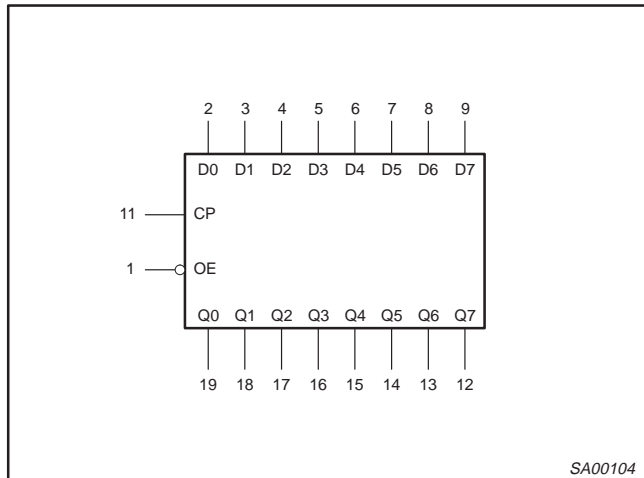 2 3 4 5 6 7 8 9
D0 D1 D2 D3 D4 D5 D6 D7
11 CP
1 OE
Q0 Q1 Q2 Q3 Q4 Q5 Q6 Q7
19 18 17 16 15 14 13 12
SA00104